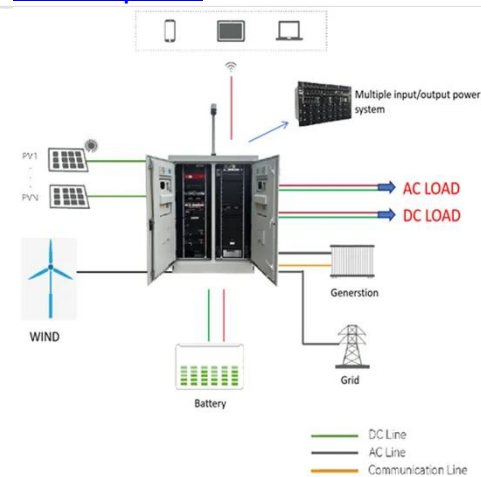 Multiple input/output power
system
PV1
PVN
AC LOAD
DC LOAD
Generstion
WIND
Grid
Battery
DC Line
AC Line
Communication Line